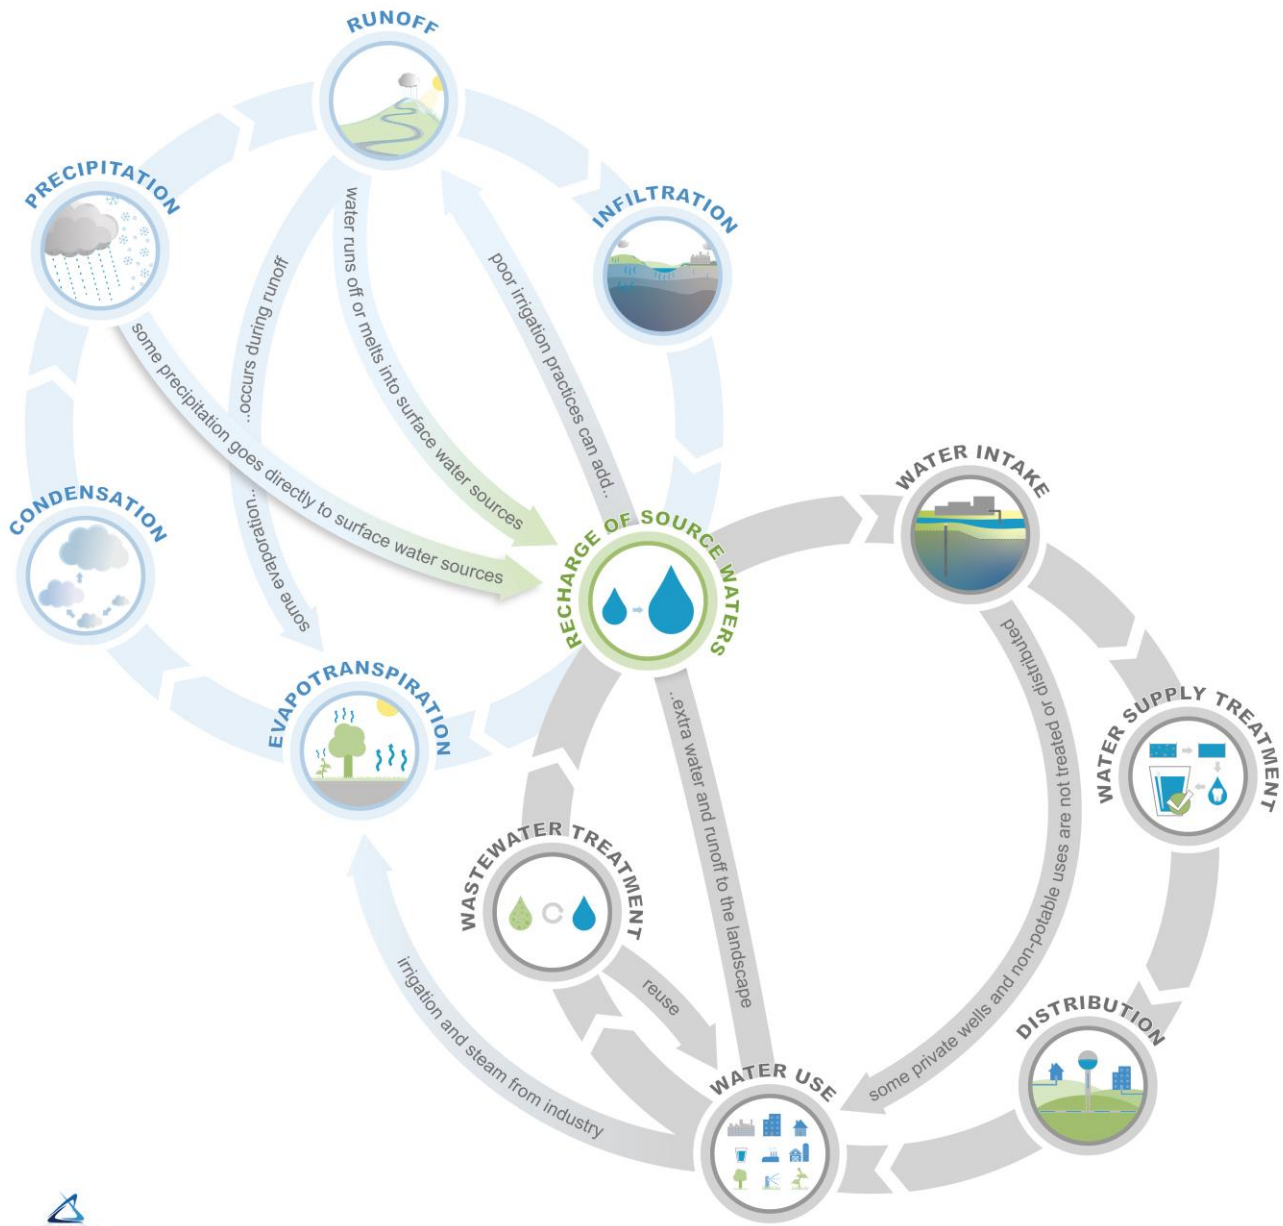 RUNOFF
PRECIPITATION
INFILTRATION
water runs off or melts into surface water sources
poor irrigation practices can add..
..occurs during runoff
some evaporation..
some precipitation goes directly to surface water sources
CONDENSATION
WATER INTAKE
RECHARGE OF SOURCE WATERS
EVAPOTRANSPIRATION
..extra water and runoff to the landscape
some private wells and non-potable uses are not treated or distributed
WATER SUPPLY TREATMENT
WASTEWATER TREATMENT
reuse
irrigation and steam from industry
DISTRIBUTION
WATER USE